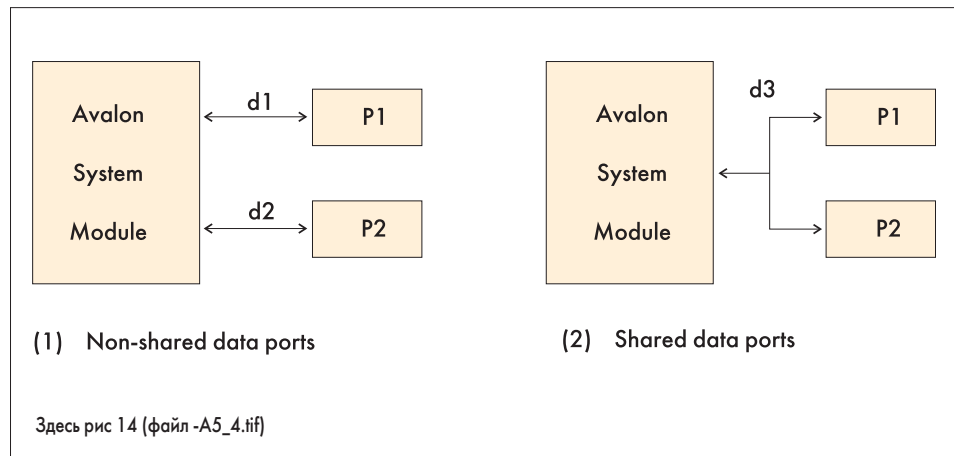 Avalon
System
Module
d1
P1
d2
P2
(1) Non-shared data ports
Avalon
System
Module
d3
P1
P2
(2) Shared data ports
Здесь рис 14 (файл -A5_4.tif)